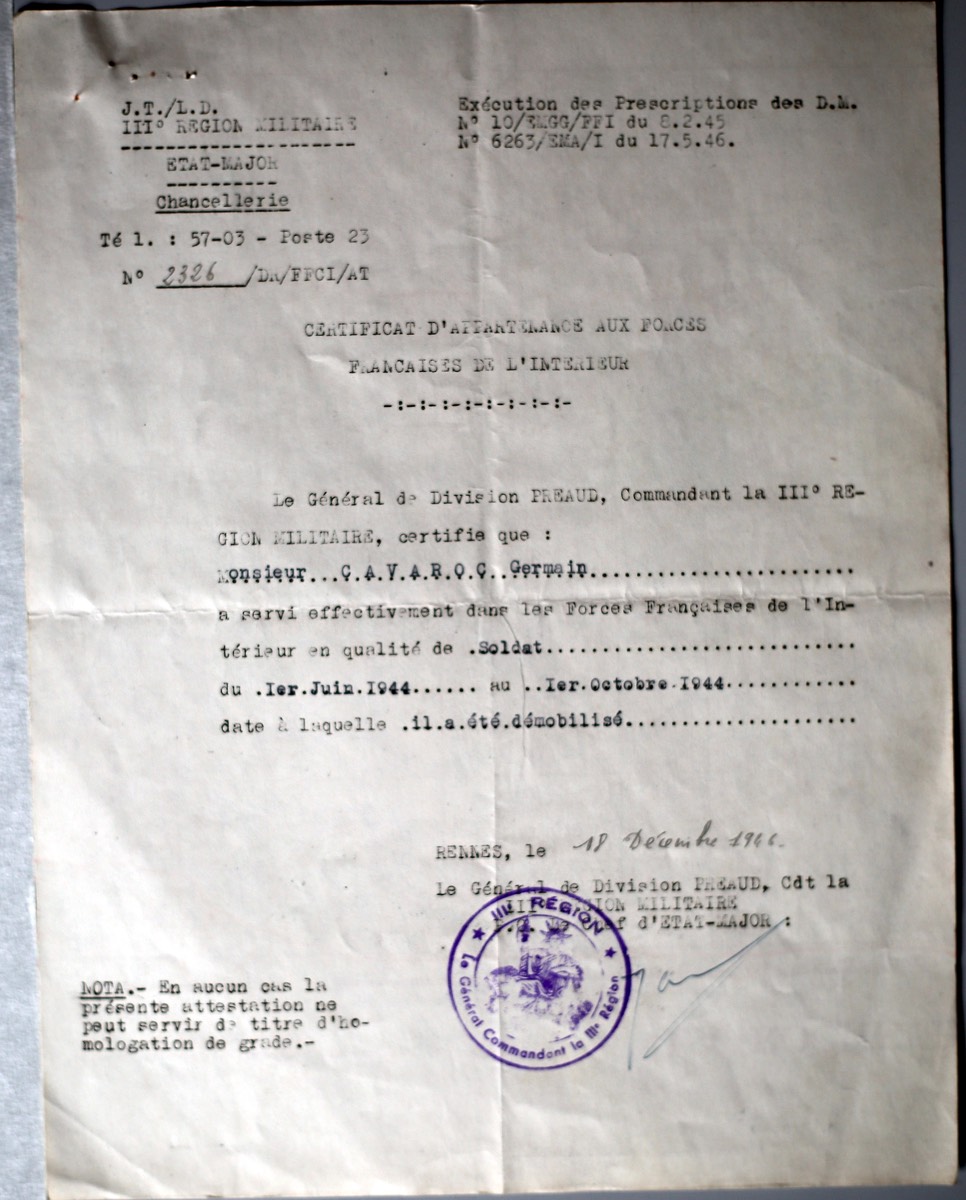 J.T./L.D.
III° REGION MILITAIRE
ETAT-MAJOR
Chancellerie
Té l. : 57-03 - Poste 23
N° 2326 /DR/FFCI/AT
Exécution des Prescriptions des D.M.
N° 10/EMGG/FFI du 8.2.45
N° 6263/EMA/I du 17.5.46.
CERTIFICAT D'APPARTENANCE AUX FORCES
FRANCAISES DE L'INTERIEUR
-:-:-:-:-:-:-:-
Le Général de Division PREAUD, Commandant la III° RE-
GION MILITAIRE, certifie que :
Monsieur...C.A.V.A.R.O.C..Germain..........................
a servi effectivement dans les Forces Françaises de l'In-
térieur en qualité de .Soldat............................
du .Ier.Juin.1944...... au ..Ier.Octobre.1944............
date à laquelle .il.a.été.démobilisé.....................
RENNES, le 18 Décembre 1946.
Le Général de Division PREAUD, Cdt la
III° REGION MILITAIRE
d'ETAT-MAJOR :
IIIe RÉGION
Le Général Commandant la IIIe Région
NOTA.- En aucun cas la
présente attestation ne
peut servir de titre d'ho-
mologation de grade.-